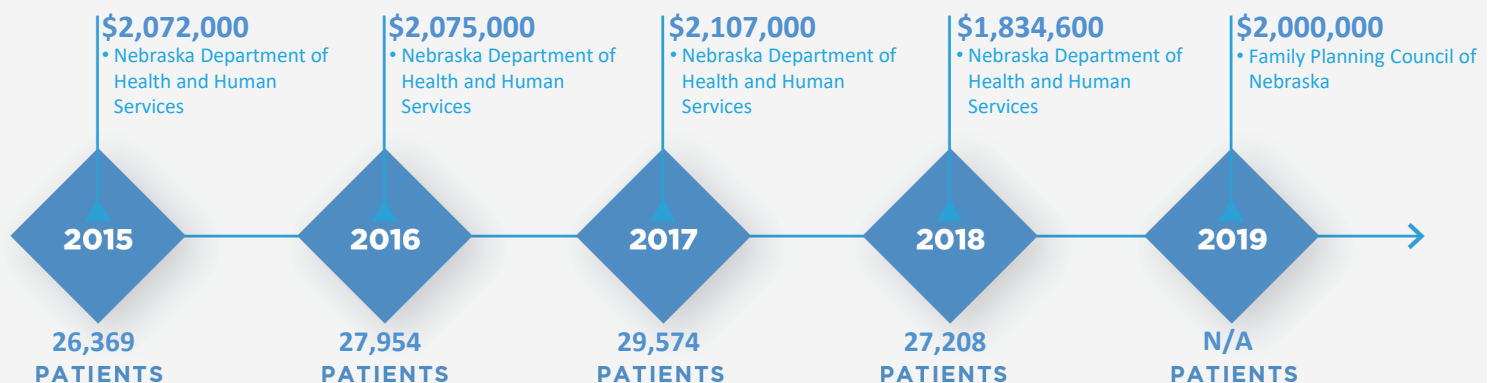 $2,072,000
• Nebraska Department of
Health and Human
Services
$2,075,000
• Nebraska Department of
Health and Human
Services
$2,107,000
• Nebraska Department of
Health and Human
Services
$1,834,600
• Nebraska Department of
Health and Human
Services
$2,000,000
• Family Planning Council of
Nebraska
2015
2016
2017
2018
2019
26,369
PATIENTS
27,954
PATIENTS
29,574
PATIENTS
27,208
PATIENTS
N/A
PATIENTS